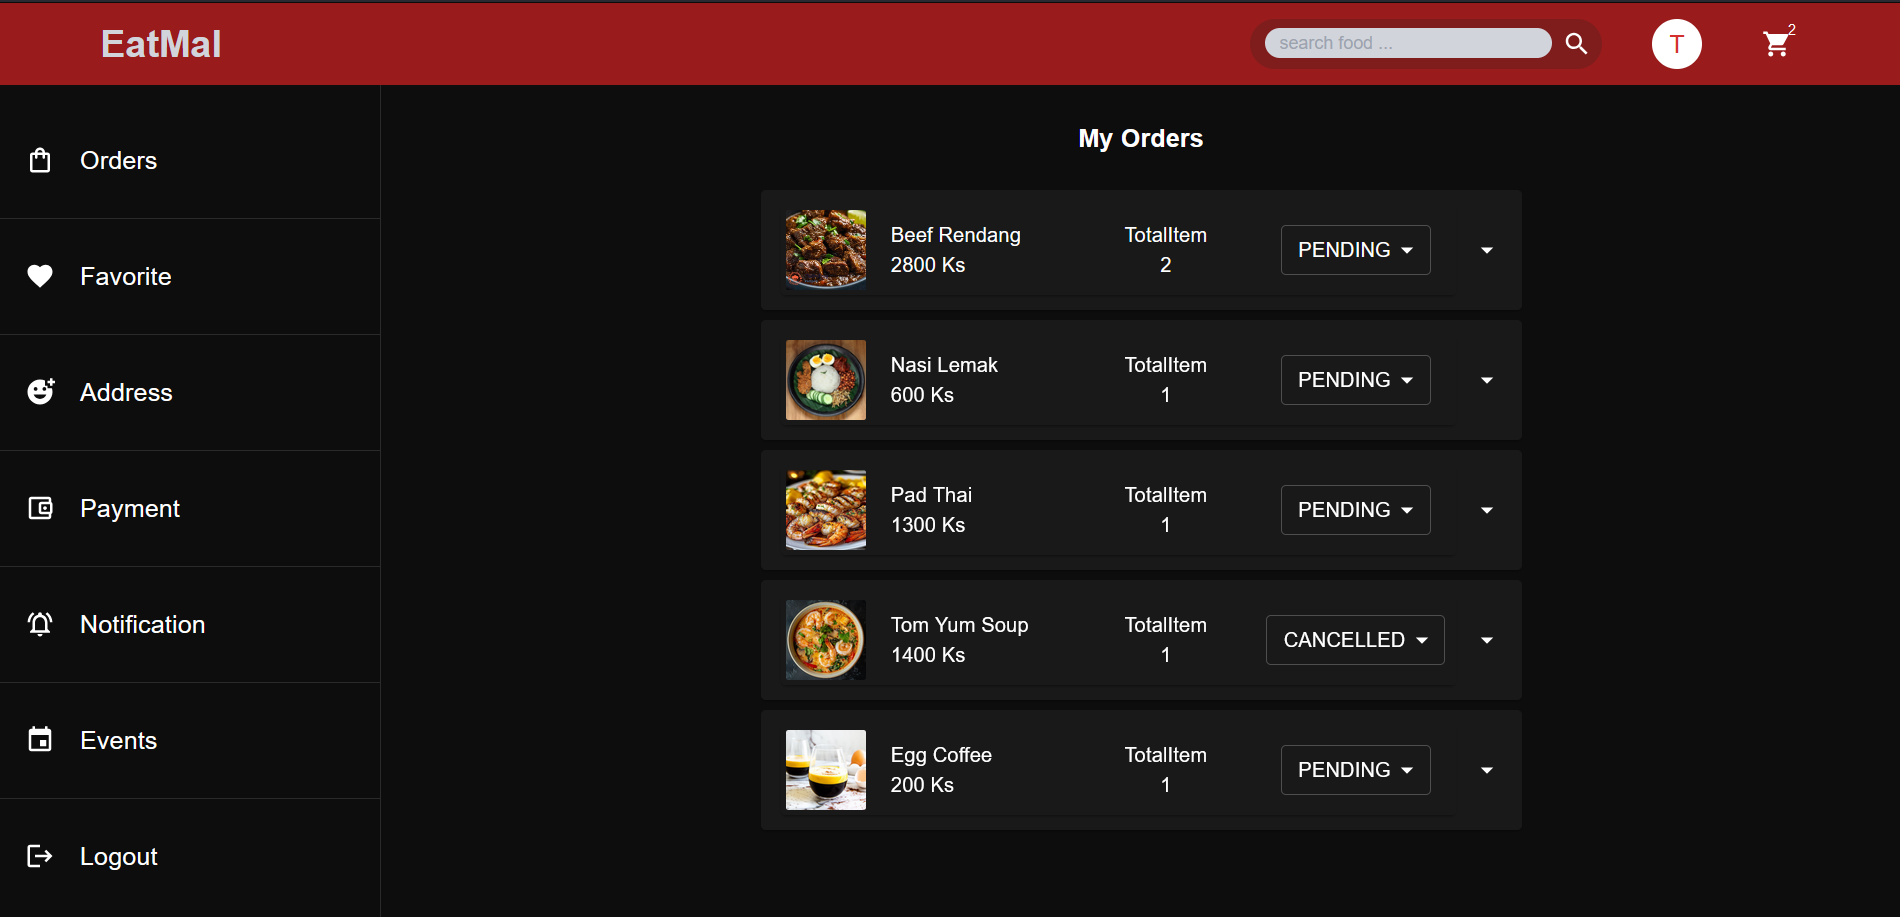 EatMal
search food ...
T
2
Orders
Favorite
Address
Payment
Notification
Events
Logout
My Orders
Beef Rendang
2800 Ks
TotalItem
2
PENDING
Nasi Lemak
600 Ks
TotalItem
1
PENDING
Pad Thai
1300 Ks
TotalItem
1
PENDING
Tom Yum Soup
1400 Ks
TotalItem
1
CANCELLED
Egg Coffee
200 Ks
TotalItem
1
PENDING